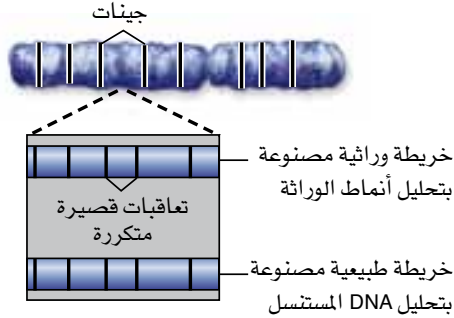 جينات
خريطة وراثية مصنوعة
بتحليل أنماط الوراثة
تعاقبات قصيرة
متكررة
خريطة طبيعية مصنوعة
بتحليل DNA المستنسل